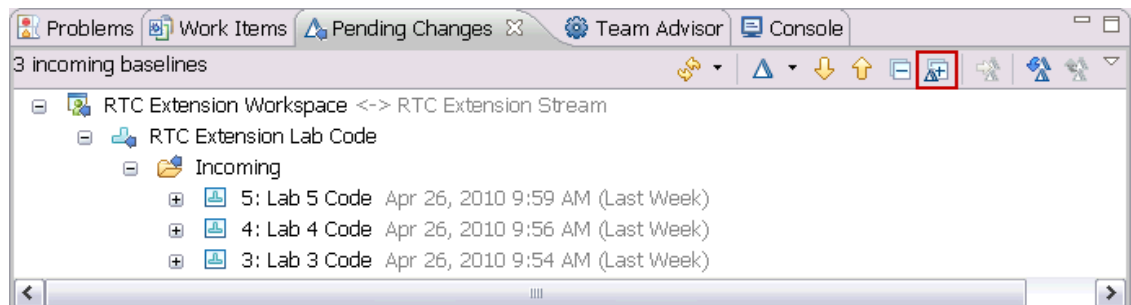 Problems Work Items Pending Changes Team Advisor Console
3 incoming baselines
RTC Extension Workspace <-> RTC Extension Stream
RTC Extension Lab Code
Incoming
5: Lab 5 Code Apr 26, 2010 9:59 AM (Last Week)
4: Lab 4 Code Apr 26, 2010 9:56 AM (Last Week)
3: Lab 3 Code Apr 26, 2010 9:54 AM (Last Week)